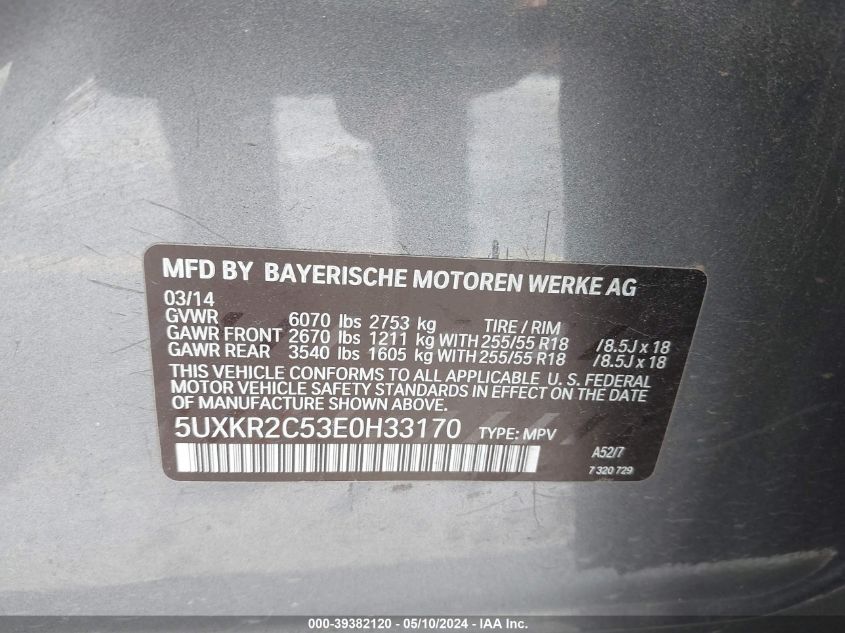 MFD BY BAYERISCHE MOTOREN WERKE AG
03/14
GVWR 6070 lbs 2753 kg TIRE / RIM
GAWR FRONT 2670 lbs 1211 kg WITH 255/55 R18 /8.5J x 18
GAWR REAR 3540 lbs 1605 kg WITH 255/55 R18 /8.5J x 18
THIS VEHICLE CONFORMS TO ALL APPLICABLE U. S. FEDERAL
MOTOR VEHICLE SAFETY STANDARDS IN EFFECT ON THE DATE
OF MANUFACTURE SHOWN ABOVE.
5UXKR2C53E0H33170 TYPE: MPV
A52/7
7 320 729
000-39382120 - 05/10/2024 - IAA Inc.